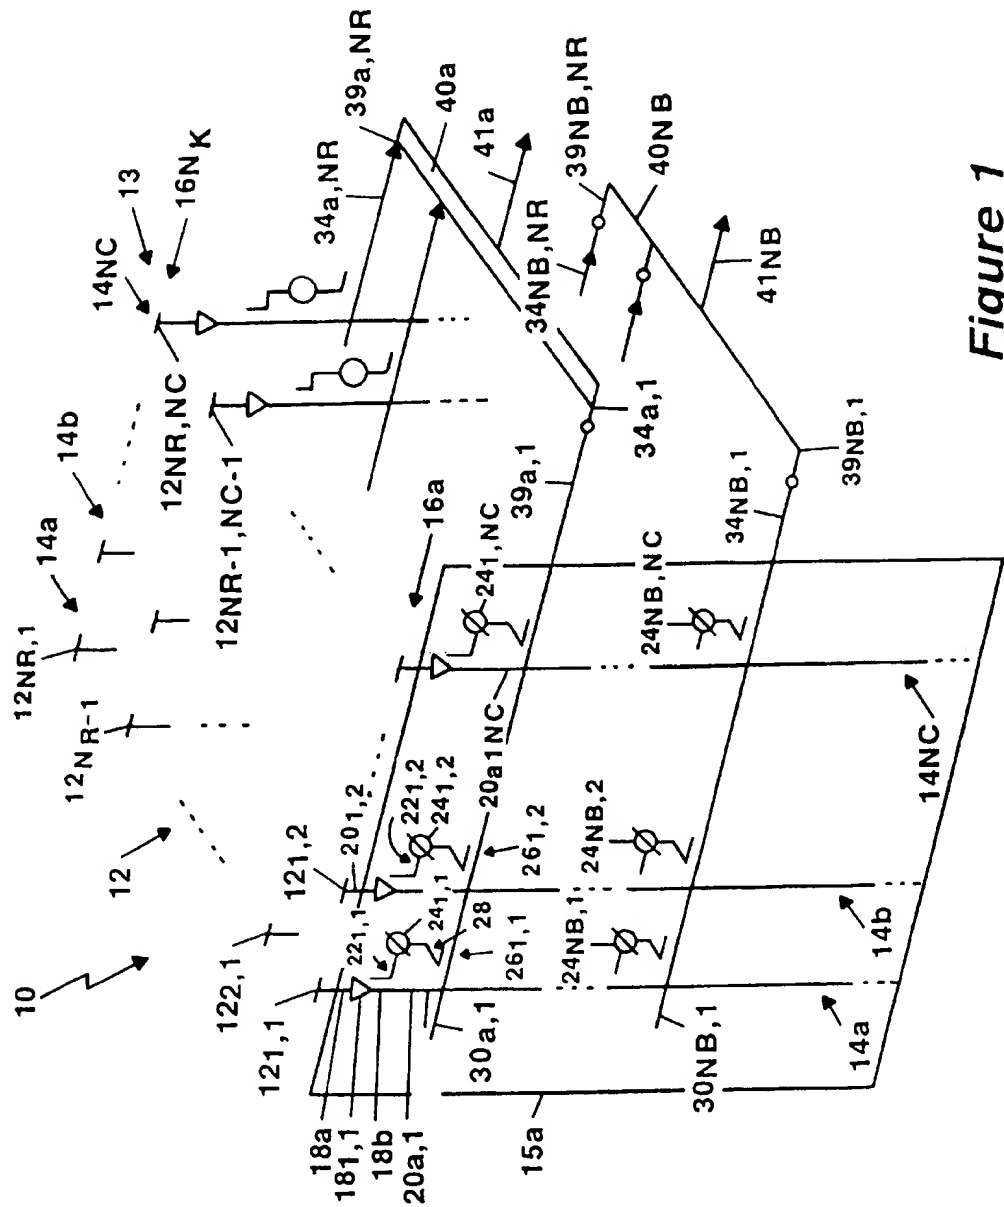 10
12
12NR-1
12NR,1
14a
14b
14NC
13
16NK
121,1
122,1
121,2
201,2
12NR,NC
12NR-1,NC-1
34a,NR
39a,NR
40a
41a
221,1
241,1
28
221,2
241,2
16a
241,NC
34NB,NR
39NB,NR
40NB
41NB
18a
181,1
18b
20a,1
30a,1
261,1
261,2
20a1NC
39a,1
34a,1
15a
24NB,1
24NB,2
24NB,NC
34NB,1
39NB,1
30NB,1
14a
14b
14NC
Figure 1